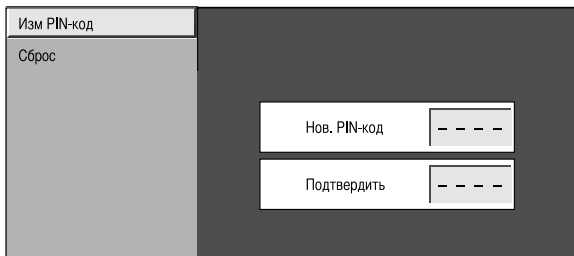 Изм PIN-код
Сброс
Нов. PIN-код
– – – –
Подтвердить
– – – –